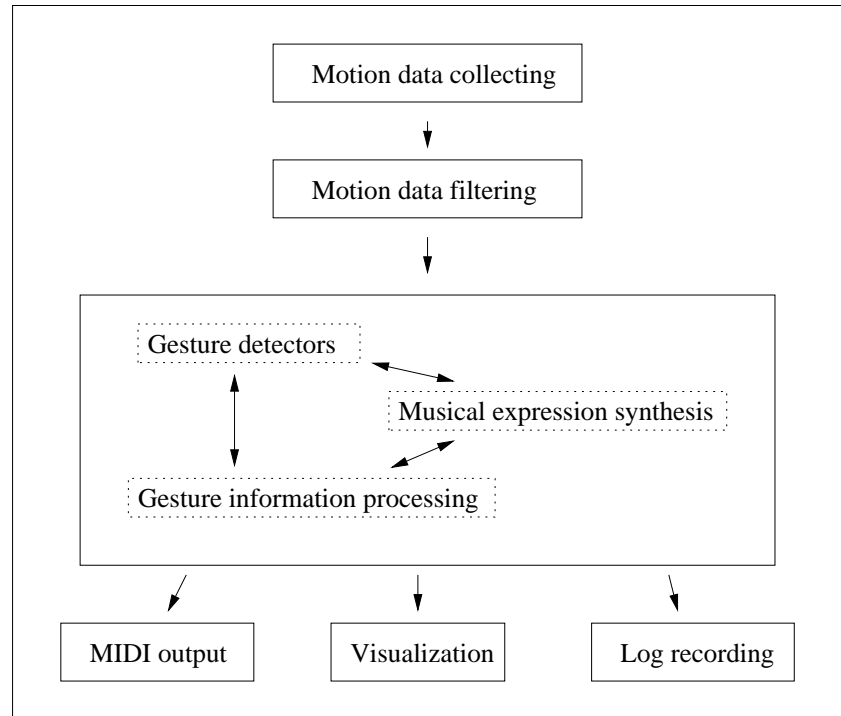 Motion data collecting
Motion data filtering
Gesture detectors
Musical expression synthesis
Gesture information processing
MIDI output
Visualization
Log recording